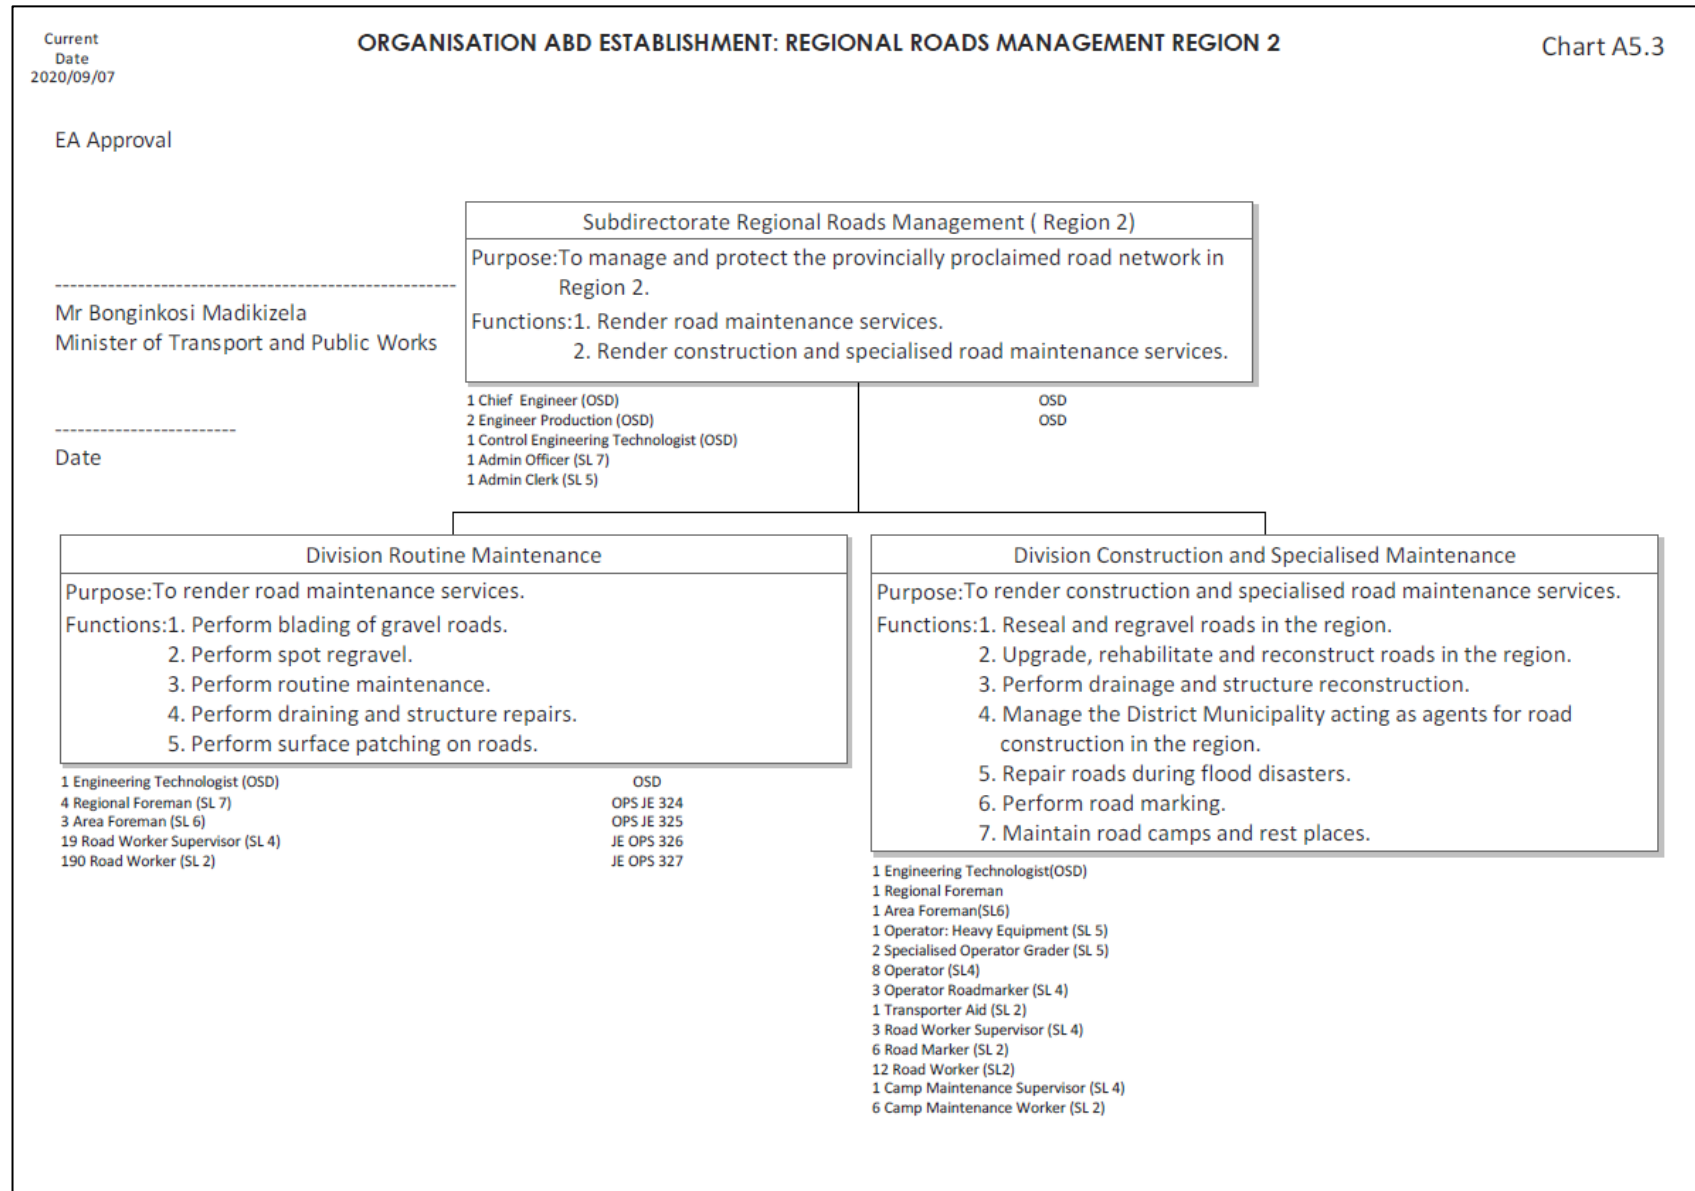 Current
Date
2020/09/07
ORGANISATION ABD ESTABLISHMENT: REGIONAL ROADS MANAGEMENT REGION 2
Chart A5.3
EA Approval
Mr Bonginkosi Madikizela
Minister of Transport and Public Works
Date
Subdirectorate Regional Roads Management ( Region 2)
Purpose:To manage and protect the provincially proclaimed road network in
Region 2.
Functions:1. Render road maintenance services.
2. Render construction and specialised road maintenance services.
1 Chief Engineer (OSD) OSD
2 Engineer Production (OSD) OSD
1 Control Engineering Technologist (OSD)
1 Admin Officer (SL 7)
1 Admin Clerk (SL 5)
Division Routine Maintenance
Purpose:To render road maintenance services.
Functions:1. Perform blading of gravel roads.
2. Perform spot regravel.
3. Perform routine maintenance.
4. Perform draining and structure repairs.
5. Perform surface patching on roads.
1 Engineering Technologist (OSD) OSD
4 Regional Foreman (SL 7) OPS JE 324
3 Area Foreman (SL 6) OPS JE 325
19 Road Worker Supervisor (SL 4) JE OPS 326
190 Road Worker (SL 2) JE OPS 327
Division Construction and Specialised Maintenance
Purpose:To render construction and specialised road maintenance services.
Functions:1. Reseal and regravel roads in the region.
2. Upgrade, rehabilitate and reconstruct roads in the region.
3. Perform drainage and structure reconstruction.
4. Manage the District Municipality acting as agents for road
construction in the region.
5. Repair roads during flood disasters.
6. Perform road marking.
7. Maintain road camps and rest places.
1 Engineering Technologist(OSD)
1 Regional Foreman
1 Area Foreman(SL6)
1 Operator: Heavy Equipment (SL 5)
2 Specialised Operator Grader (SL 5)
8 Operator (SL4)
3 Operator Roadmarker (SL 4)
1 Transporter Aid (SL 2)
3 Road Worker Supervisor (SL 4)
6 Road Marker (SL 2)
12 Road Worker (SL2)
1 Camp Maintenance Supervisor (SL 4)
6 Camp Maintenance Worker (SL 2)